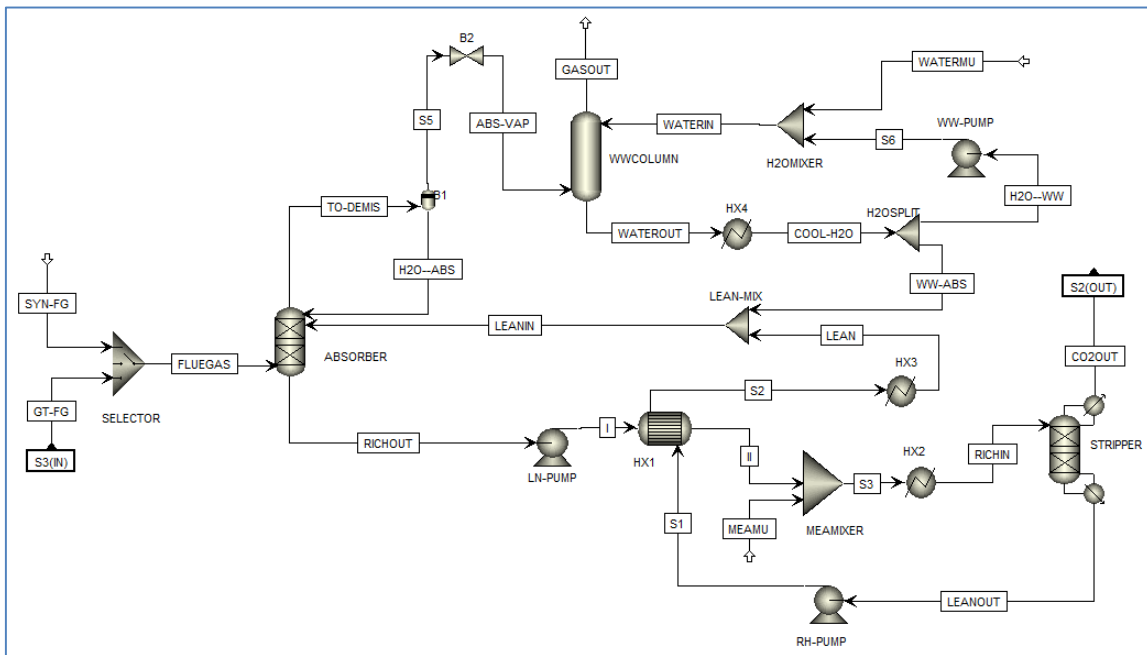 B2
GASOUT
WATERMU
S5
ABS-VAP
WATERIN
S6
WW-PUMP
WWCOLUMN
H2OMIXER
TO-DEMIS
B1
HX4
H2OSPLIT
H2O--WW
WATEROUT
COOL-H2O
H2O--ABS
WW-ABS
S2(OUT)
SYN-FG
LEAN-MIX
LEANIN
LEAN
ABSORBER
FLUEGAS
HX3
CO2OUT
S2
GT-FG
SELECTOR
RICHOUT
I
HX1
II
HX2
RICHIN
STRIPPER
S3(IN)
LN-PUMP
S3
S1
MEAMU
MEAMIXER
LEANOUT
RH-PUMP